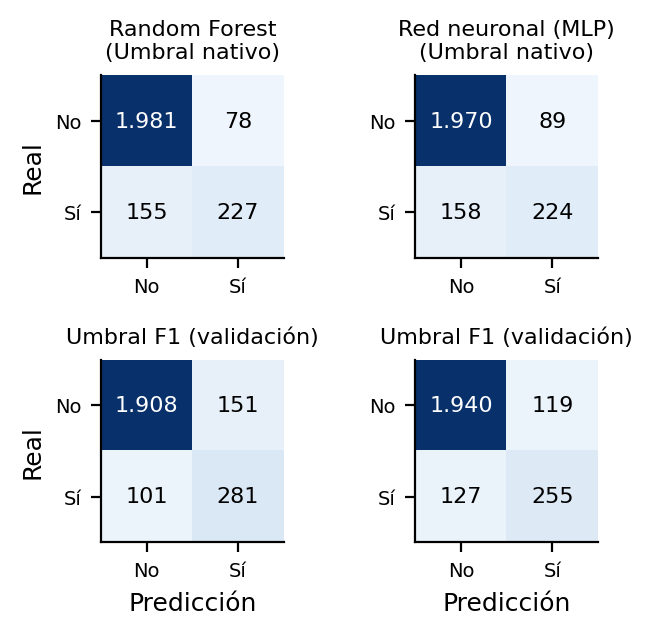 Random Forest
(Umbral nativo)
Real
No
1.981
78
Sí
155
227
No
Sí
Red neuronal (MLP)
(Umbral nativo)
No
1.970
89
Sí
158
224
No
Sí
Umbral F1 (validación)
Real
No
1.908
151
Sí
101
281
No
Sí
Predicción
Umbral F1 (validación)
No
1.940
119
Sí
127
255
No
Sí
Predicción